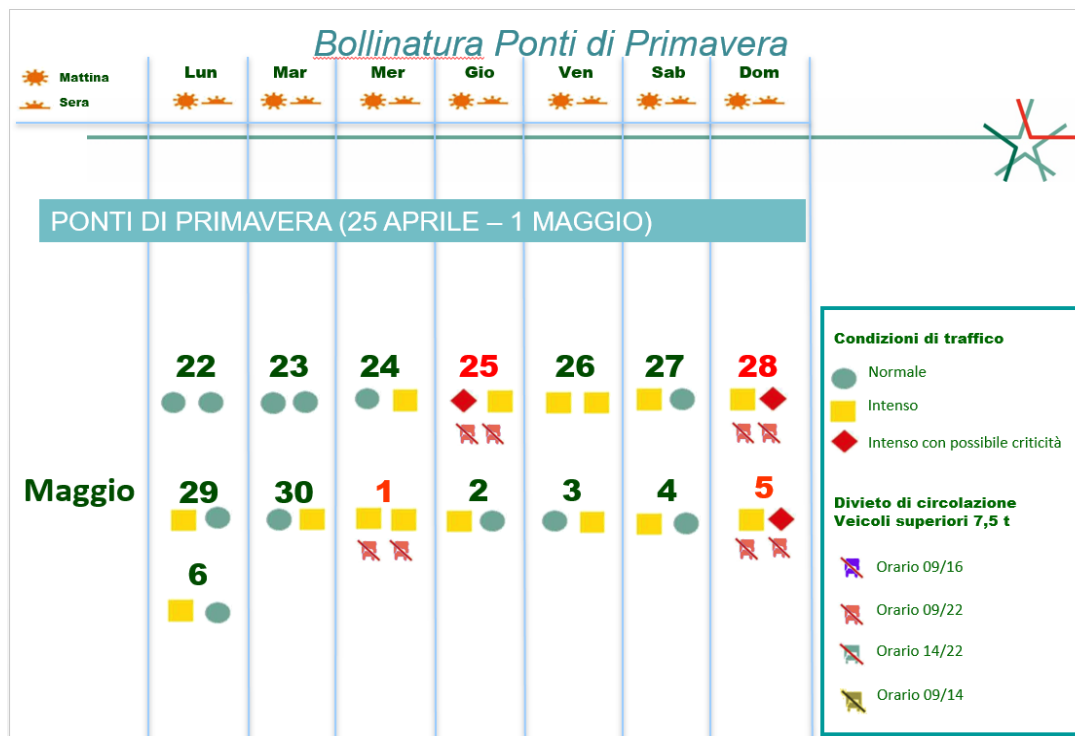 Bollinatura Ponti di Primavera
Mattina
Sera
Lun Mar Mer Gio Ven Sab Dom
PONTI DI PRIMAVERA (25 APRILE – 1 MAGGIO)
22 23 24 25 26 27 28
Maggio 29 30 1 2 3 4 5
6
Condizioni di traffico
Normale
Intenso
Intenso con possibile criticità
Divieto di circolazione
Veicoli superiori 7,5 t
Orario 09/16
Orario 09/22
Orario 14/22
Orario 09/14